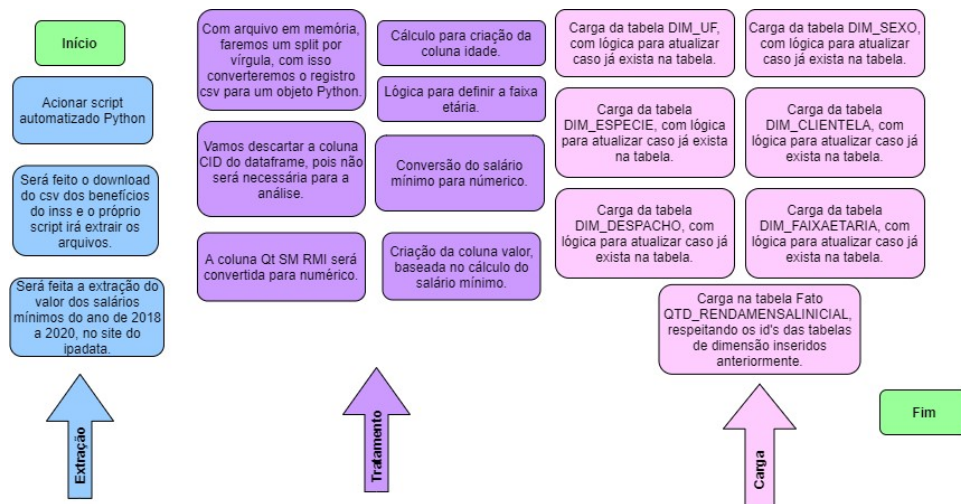 Início
Acionar script
automatizado Python
Será feito o download
do csv dos benefícios
do inss e o próprio
script irá extrair os
arquivos.
Será feita a extração do
valor dos salários
mínimos do ano de 2018
a 2020, no site do
ipadata.
Extração
Com arquivo em memória,
faremos um split por
vírgula, com isso
converteremos o registro
csv para um objeto Python.
Vamos descartar a coluna
CID do dataframe, pois não
será necessária para a
análise.
A coluna Qt SM RMI será
convertida para numérico.
Cálculo para criação da
coluna idade.
Lógica para definir a faixa
etária.
Conversão do salário
mínimo para númerico.
Criação da coluna valor,
baseada no cálculo do
salário mínimo.
Tratamento
Carga da tabela DIM_UF,
com lógica para atualizar
caso já exista na tabela.
Carga da tabela DIM_SEXO,
com lógica para atualizar
caso já exista na tabela.
Carga da tabela
DIM_ESPECIE, com lógica
para atualizar caso já exista
na tabela.
Carga da tabela
DIM_CLIENTELA, com
lógica para atualizar caso já
exista na tabela.
Carga da tabela
DIM_DESPACHO, com
lógica para atualizar caso já
exista na tabela.
Carga da tabela
DIM_FAIXAETARIA, com
lógica para atualizar caso já
exista na tabela.
Carga na tabela Fato
QTD_RENDAMENSALINICIAL,
respeitando os id's das tabelas
de dimensão inseridos
anteriormente.
Carga
Fim